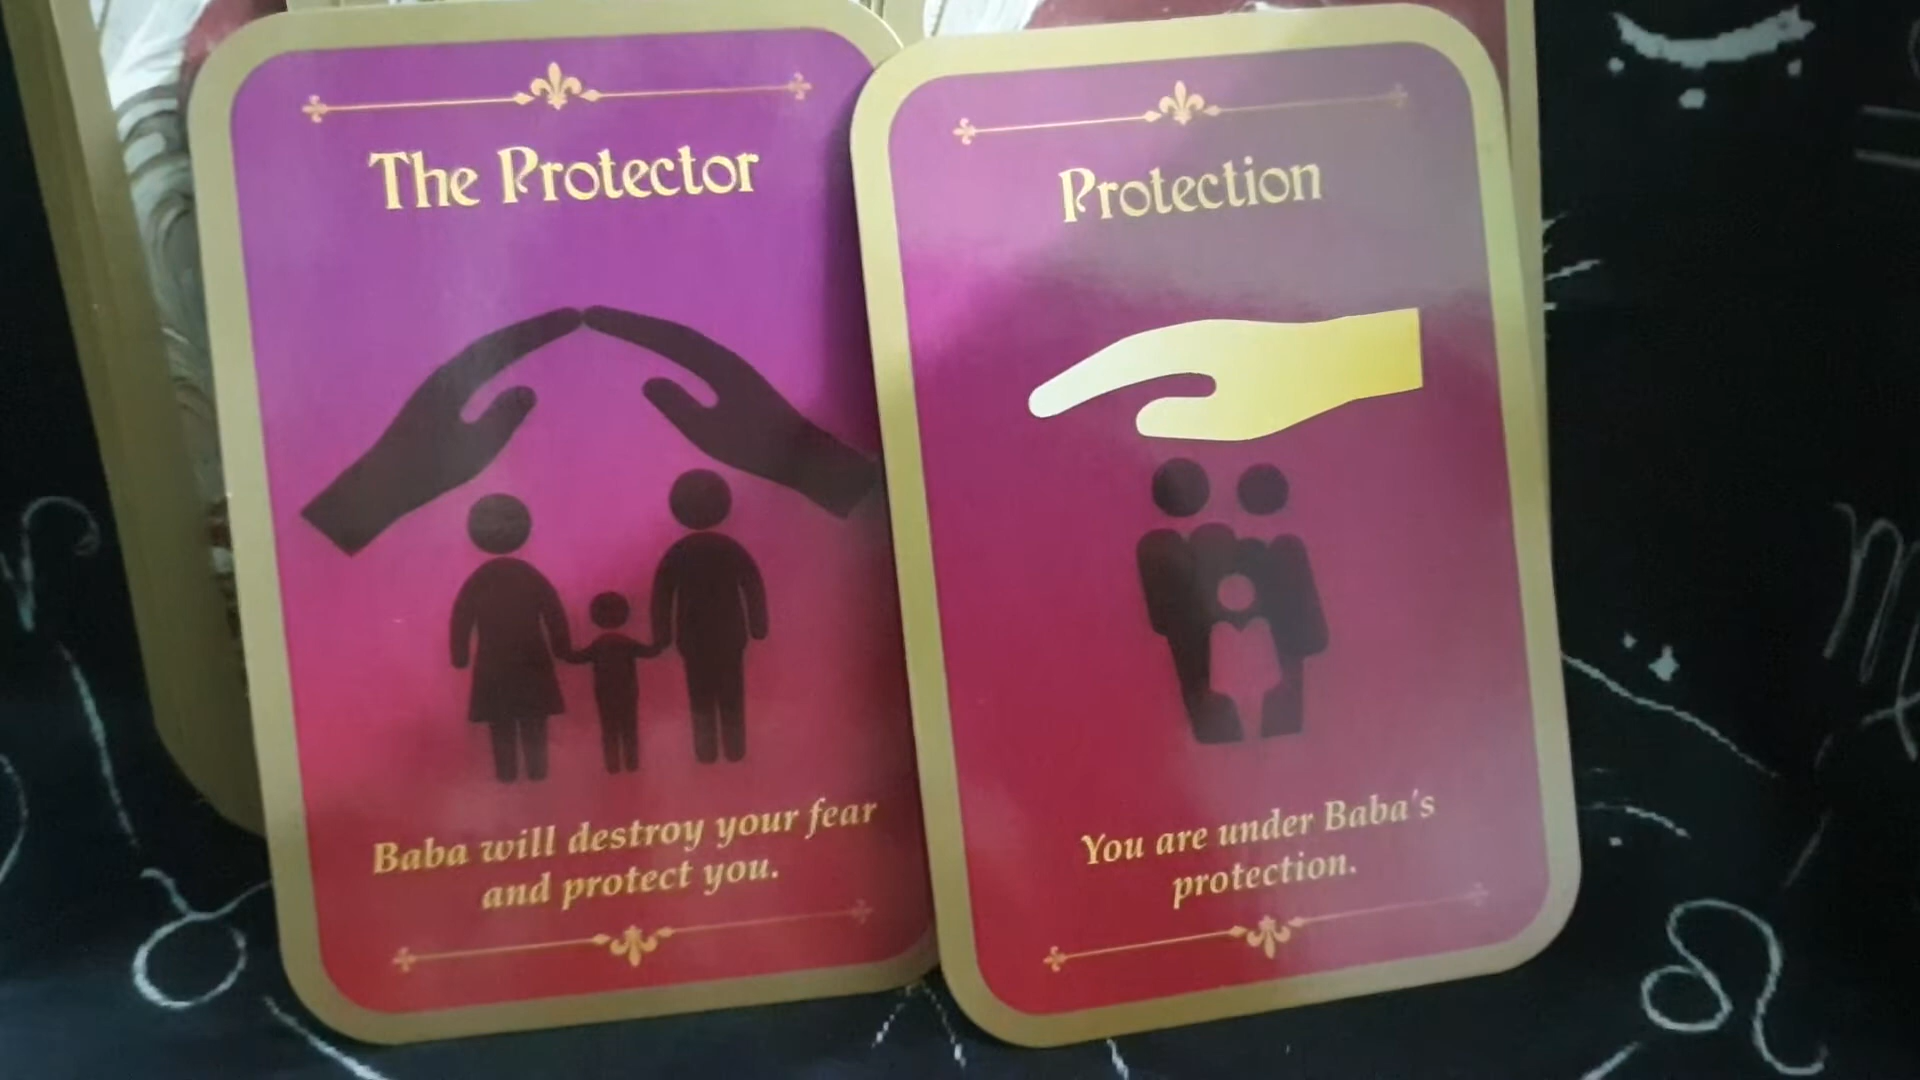 The Protector
Baba will destroy your fear
and protect you.
Protection
You are under Baba's
protection.